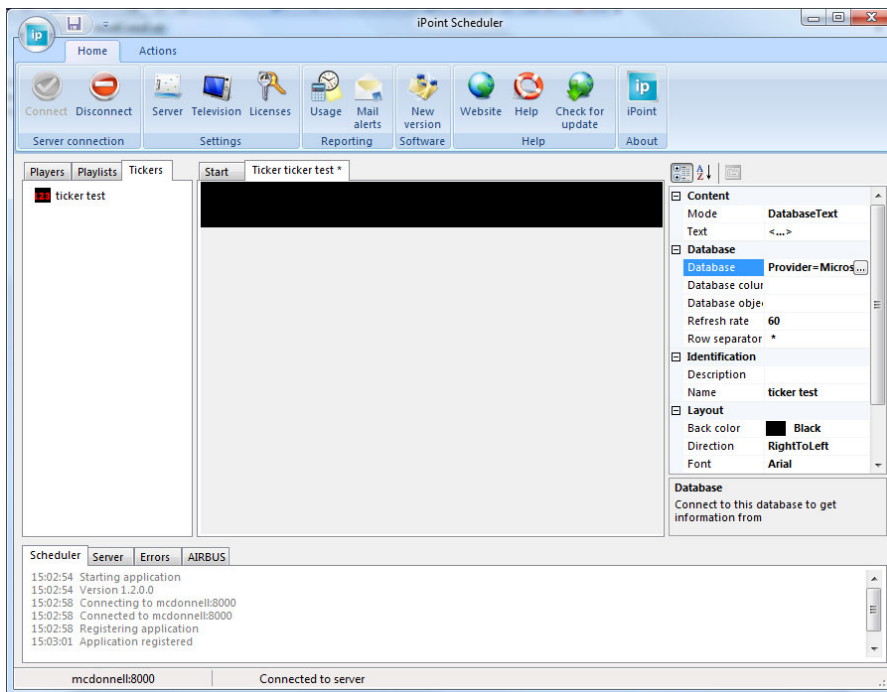 iPoint Scheduler
ip
Home Actions
Connect Disconnect Server Television Licenses Usage Mail alerts New version Website Help Check for update ip iPoint
Server connection Settings Reporting Software Help About
Players Playlists Tickers Start Ticker ticker test *
123 ticker test
Content
Mode DatabaseText
Text <...>
Database
Database Provider=Micros ...
Database colur
Database obje
Refresh rate 60
Row separator *
Identification
Description
Name ticker test
Layout
Back color Black
Direction RightToLeft
Font Arial
Database
Connect to this database to get
information from
Scheduler Server Errors AIRBUS
15:02:54 Starting application
15:02:54 Version 1.2.0.0
15:02:58 Connecting to mcdonnell:8000
15:02:58 Connected to mcdonnell:8000
15:02:58 Registering application
15:03:01 Application registered
mcdonnell:8000 Connected to server